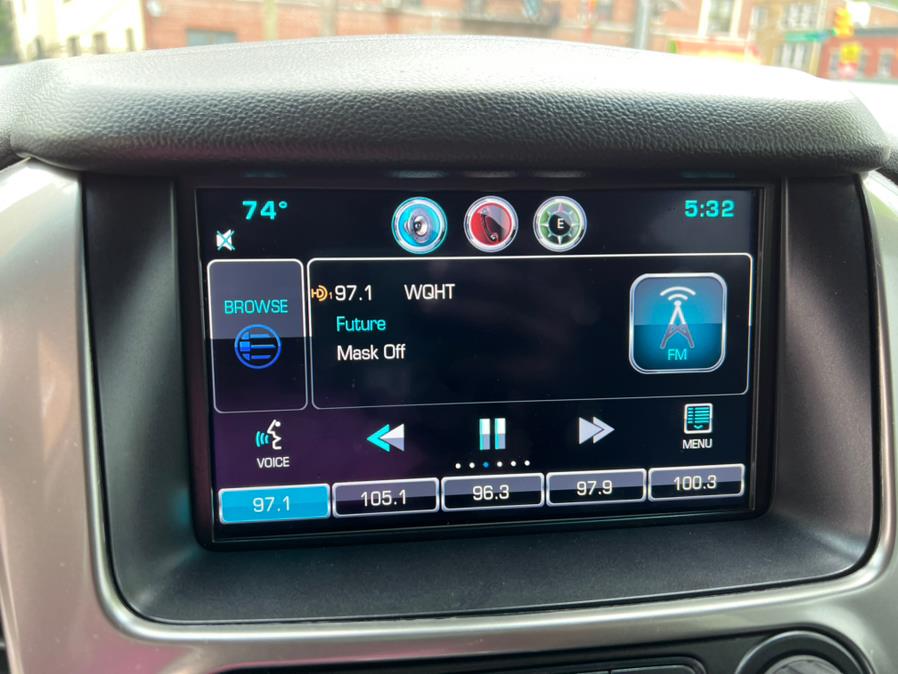 74°
E
5:32
BROWSE
HD1 97.1 WQHT
Future
Mask Off
FM
VOICE
MENU
97.1
105.1
96.3
97.9
100.3